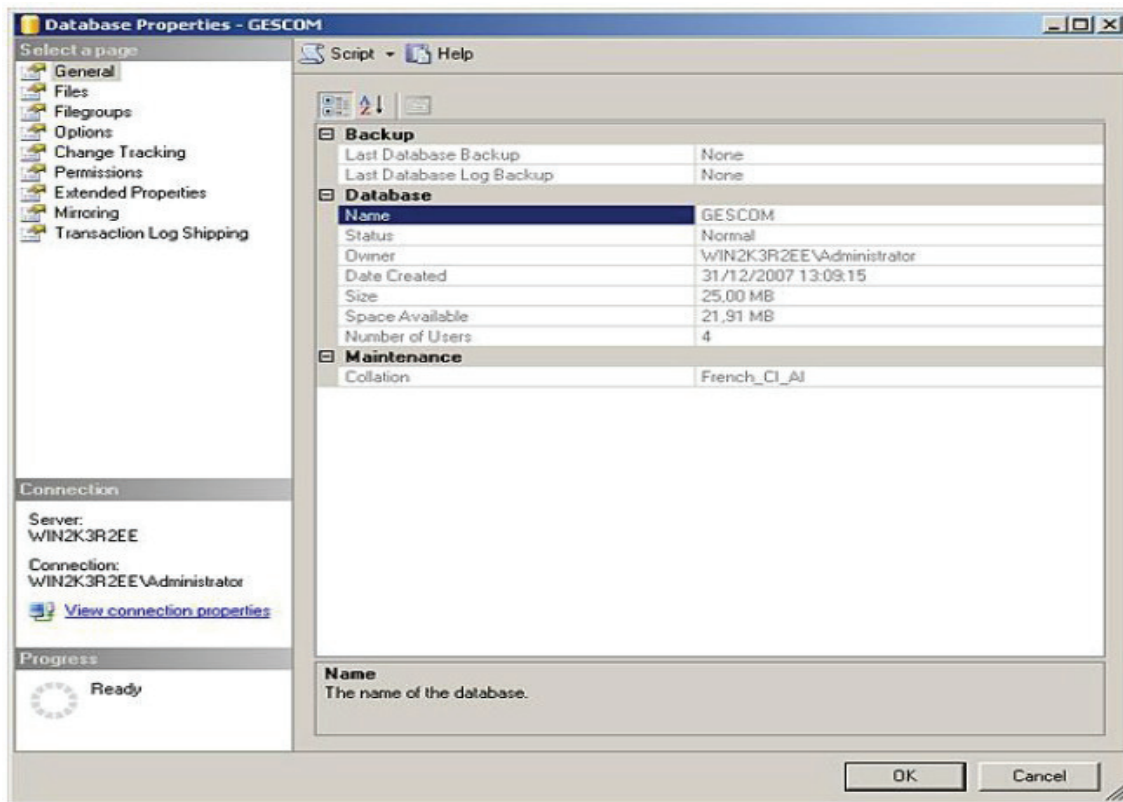 Database Properties - GESCOM
Select a page
General
Files
Filegroups
Options
Change Tracking
Permissions
Extended Properties
Mirroring
Transaction Log Shipping
Connection
Server:
WIN2K3R2EE
Connection:
WIN2K3R2EE\Administrator
View connection properties
Progress
Ready
Script Help
Backup
Last Database Backup None
Last Database Log Backup None
Database
Name GESCOM
Status Normal
Owner WIN2K3R2EE\Administrator
Date Created 31/12/2007 13:09:15
Size 25,00 MB
Space Available 21,91 MB
Number of Users 4
Maintenance
Collation French_CI_AI
Name
The name of the database.
OK Cancel